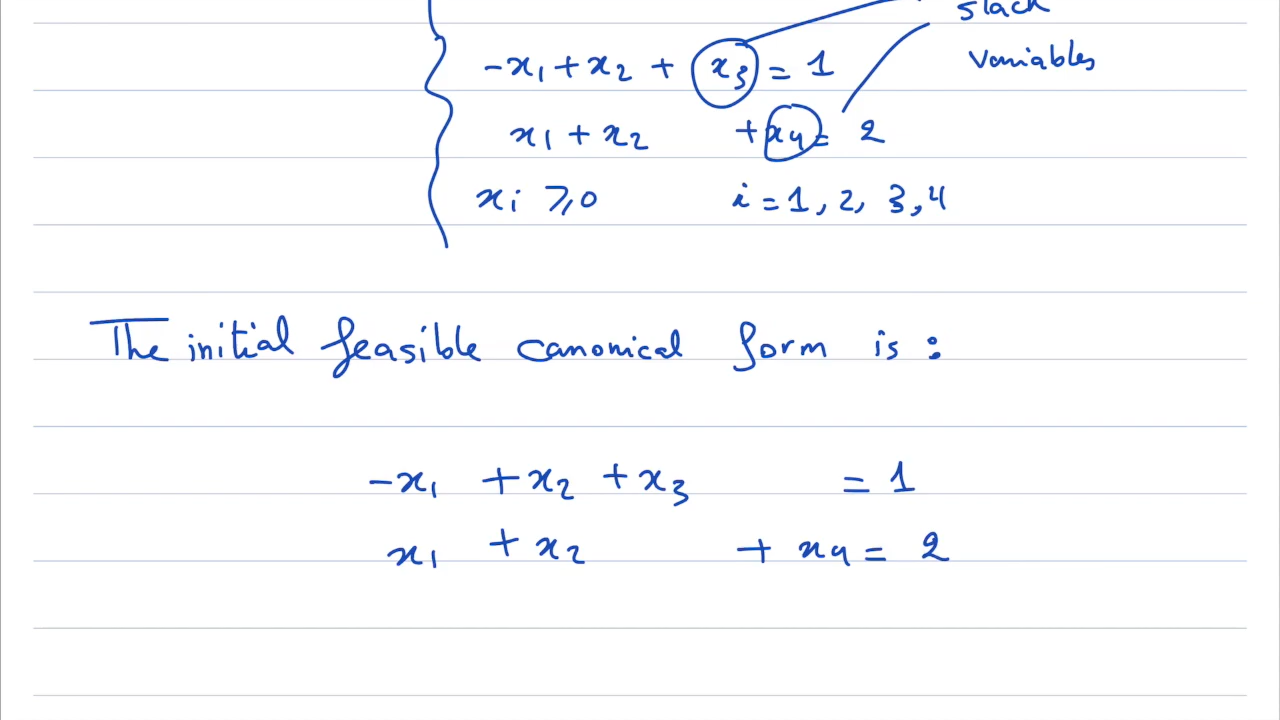 slack
variables
-x₁ + x₂ + x₃ = 1
x₁ + x₂ + x₄ = 2
xᵢ ⩾ 0 i = 1, 2, 3, 4
The initial feasible canonical form is :
-x₁ + x₂ + x₃ = 1
x₁ + x₂ + x₄ = 2